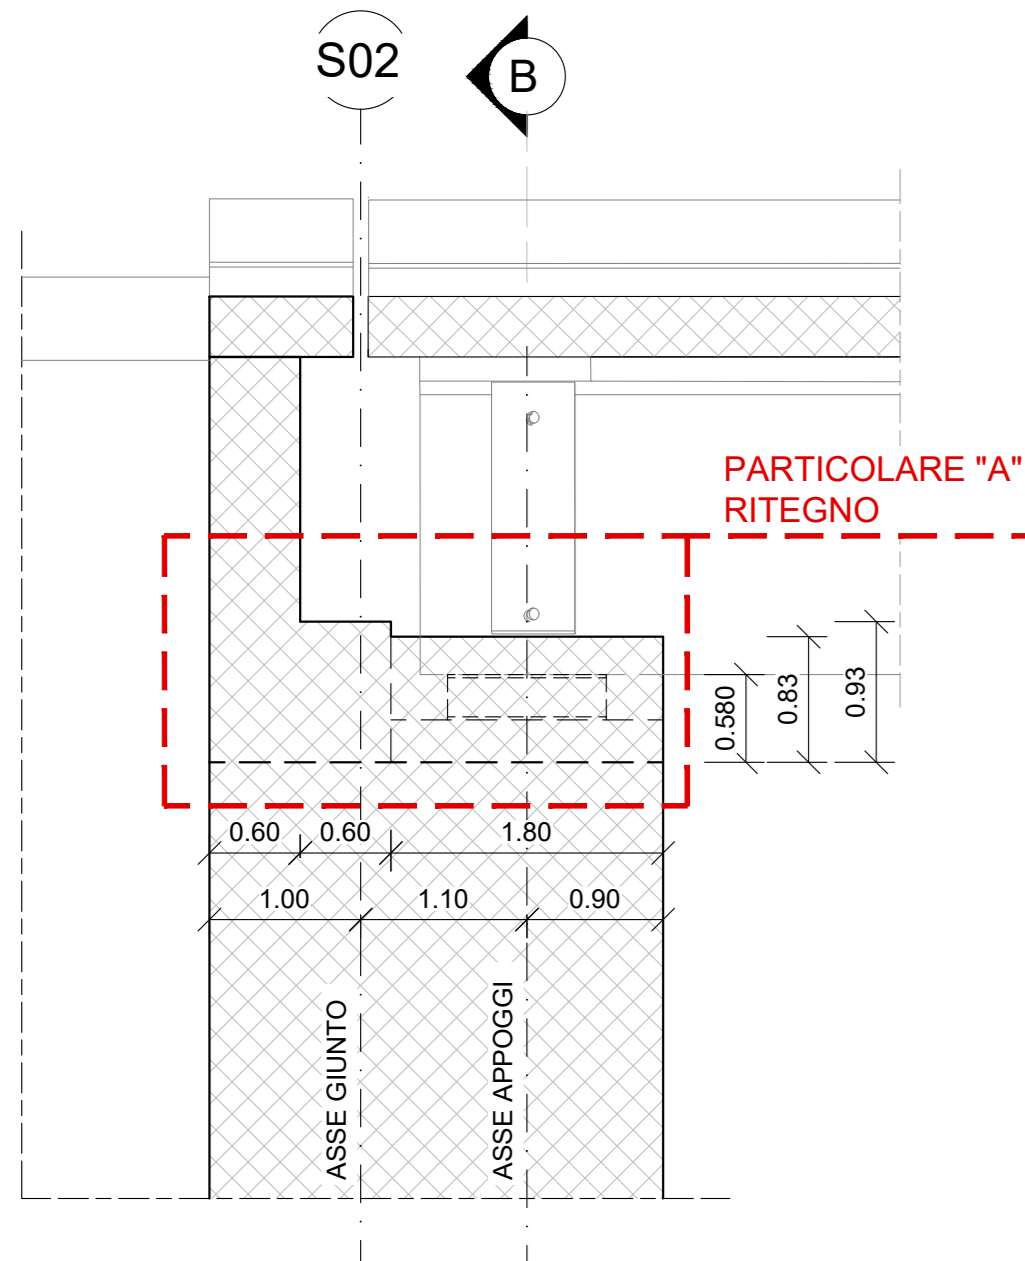 S02
B
PARTICOLARE "A"
RITEGNO
0.580
0.83
0.93
0.60
0.60
1.80
1.00
1.10
0.90
ASSE GIUNTO
ASSE APPOGGI